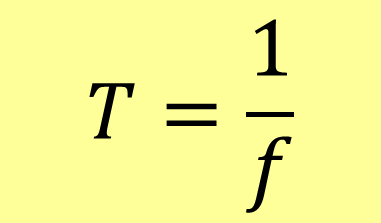 T = 1/f